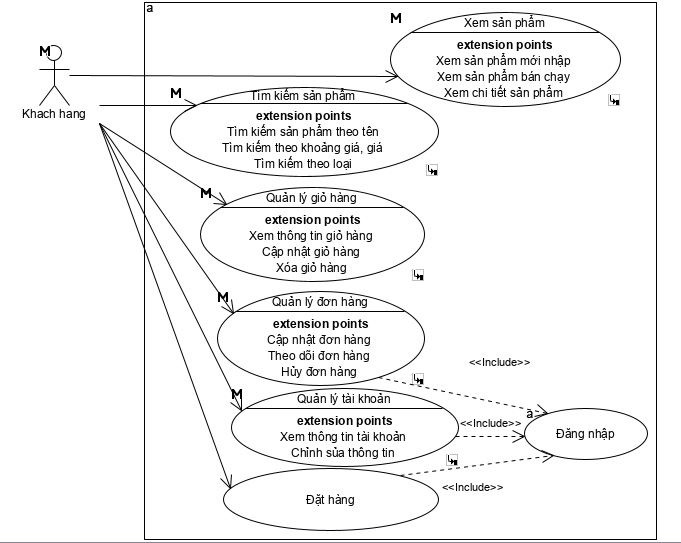 a
M
Xem sản phẩm
extension points
Xem sản phẩm mới nhập
Xem sản phẩm bán chạy
Xem chi tiết sản phẩm
M
Khach hang
M
Tìm kiếm sản phẩm
extension points
Tìm kiếm sản phẩm theo tên
Tìm kiếm theo khoảng giá, giá
Tìm kiếm theo loại
M
Quản lý giỏ hàng
extension points
Xem thông tin giỏ hàng
Cập nhật giỏ hàng
Xóa giỏ hàng
M
Quản lý đơn hàng
extension points
Cập nhật đơn hàng
Theo dõi đơn hàng
Hủy đơn hàng
<<Include>>
M
Quản lý tài khoản
extension points
Xem thông tin tài khoản
Chỉnh sủa thông tin
<<Include>>
a
Đăng nhập
Đặt hàng
<<Include>>